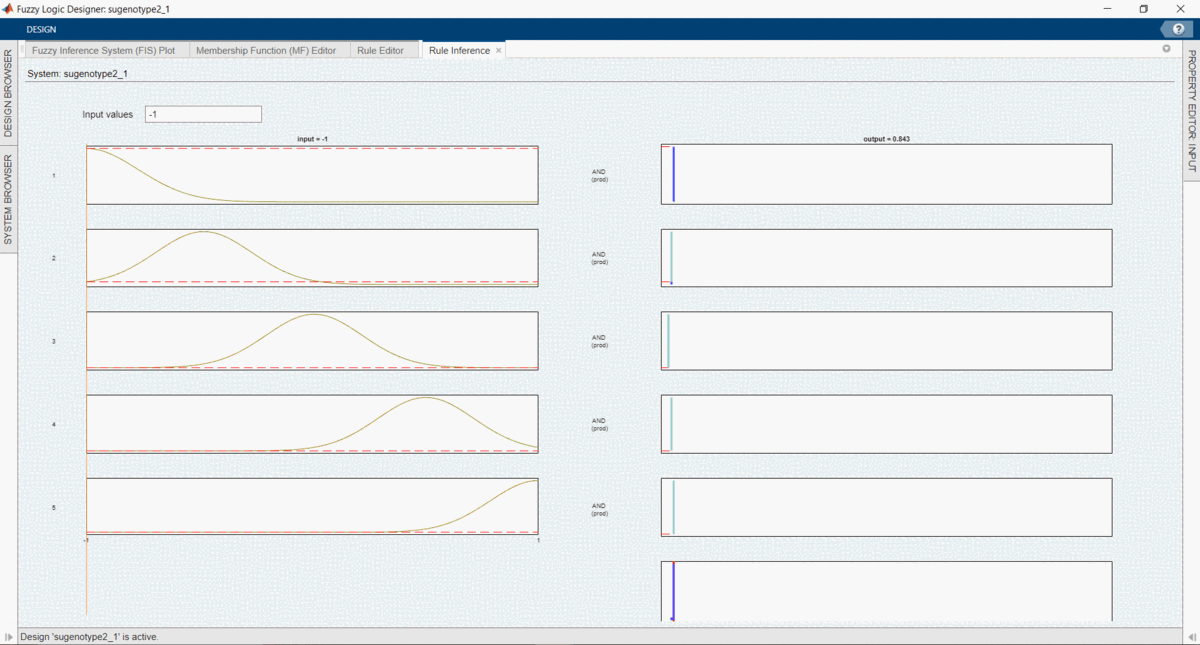 Fuzzy Logic Designer: sugenotype2_1
DESIGN
Fuzzy Inference System (FIS) Plot
Membership Function (MF) Editor
Rule Editor
Rule Inference
System: sugenotype2_1
Input values -1
input = -1
output = 0.843
1
AND
(prod)
2
AND
(prod)
3
AND
(prod)
4
AND
(prod)
5
AND
(prod)
-1
1
DESIGN BROWSER
SYSTEM BROWSER
PROPERTY EDITOR: INPUT
Design 'sugenotype2_1' is active.